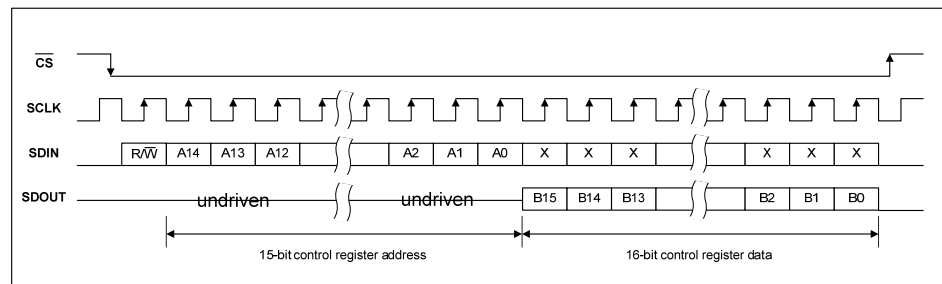 CS
SCLK
SDIN R/W A14 A13 A12 A2 A1 A0 X X X X X X
SDOUT undriven undriven B15 B14 B13 B2 B1 B0
15-bit control register address 16-bit control register data